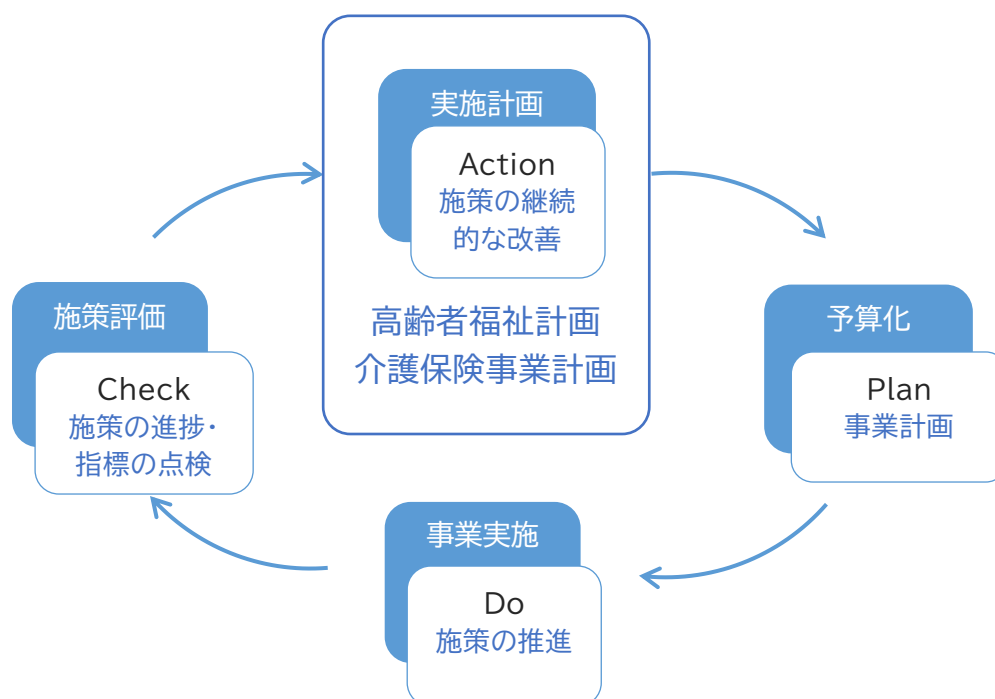 実施計画
Action
施策の継続
的な改善
高齢者福祉計画
介護保険事業計画
予算化
Plan
事業計画
事業実施
Do
施策の推進
施策評価
Check
施策の進捗・
指標の点検